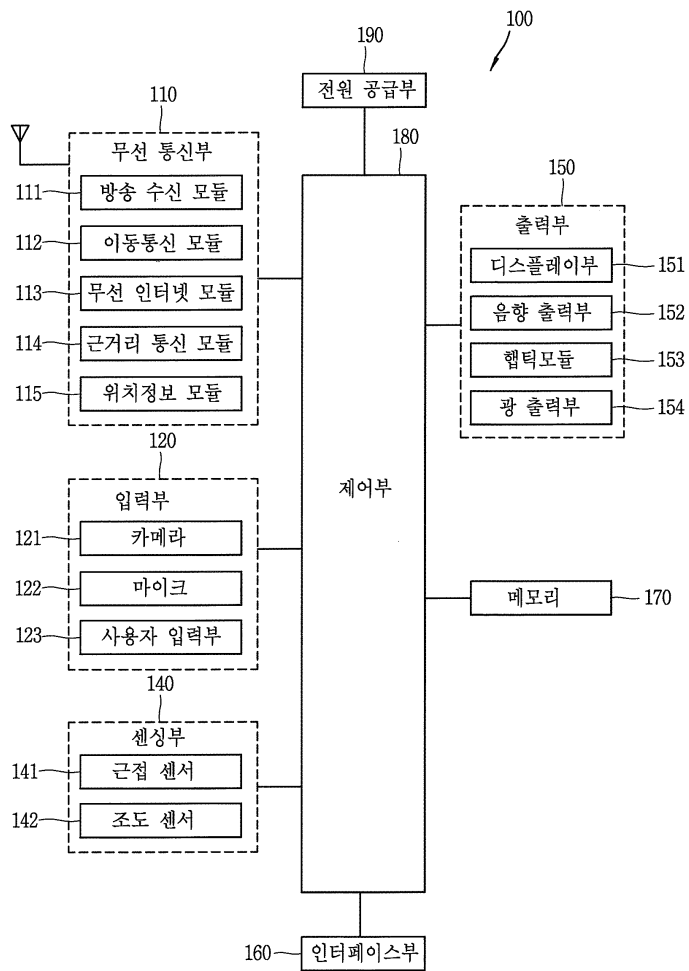 100
190
전원 공급부
110
무선 통신부
111 방송 수신 모듈
112 이동통신 모듈
113 무선 인터넷 모듈
114 근거리 통신 모듈
115 위치정보 모듈
120
입력부
121 카메라
122 마이크
123 사용자 입력부
140
센싱부
141 근접 센서
142 조도 센서
180
제어부
150
출력부
디스플레이부 151
음향 출력부 152
햅틱모듈 153
광 출력부 154
메모리 170
160 인터페이스부